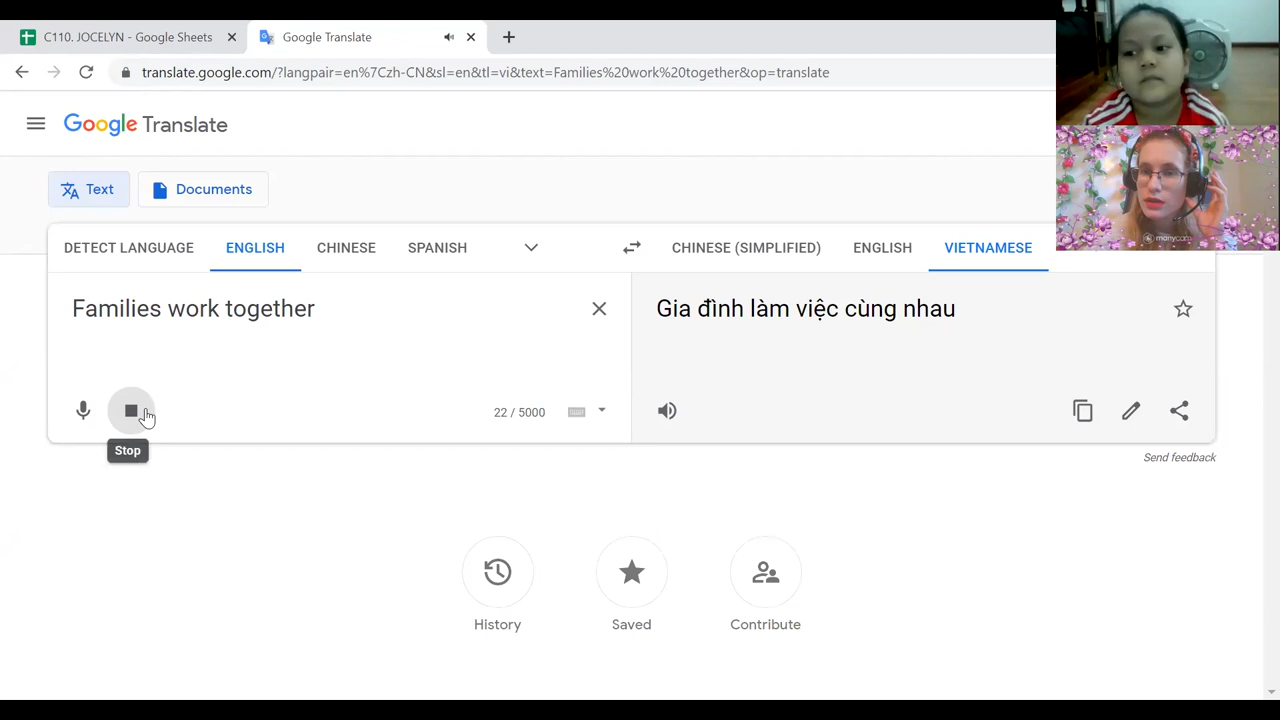 C110. JOCELYN - Google Sheets
Google Translate
translate.google.com/?langpair=en%7Czh-CN&sl=en&tl=vi&text=Families%20work%20together&op=translate
Google Translate
Text
Documents
DETECT LANGUAGE
ENGLISH
CHINESE
SPANISH
CHINESE (SIMPLIFIED)
ENGLISH
VIETNAMESE
Families work together
Gia đình làm việc cùng nhau
22 / 5000
Stop
Send feedback
History
Saved
Contribute
manycam